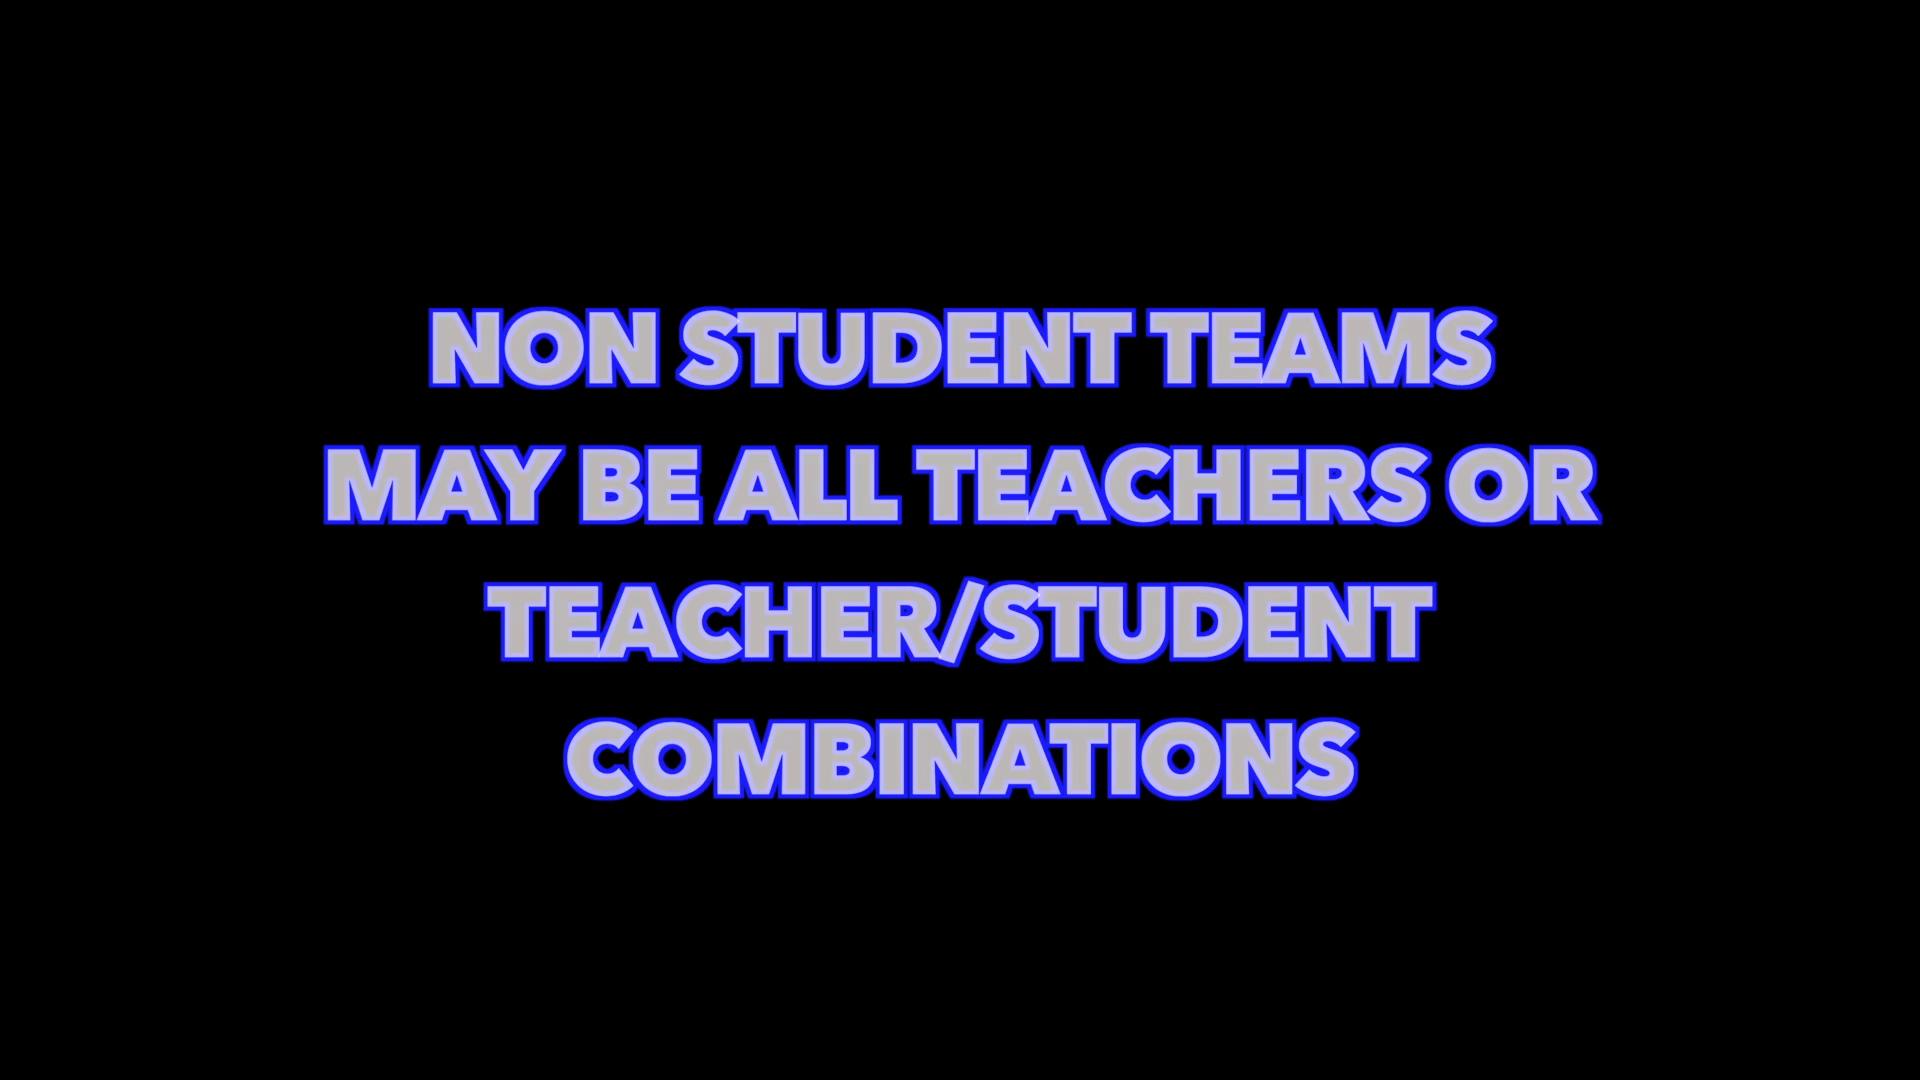 NON STUDENT TEAMS
MAY BE ALL TEACHERS OR
TEACHER/STUDENT
COMBINATIONS